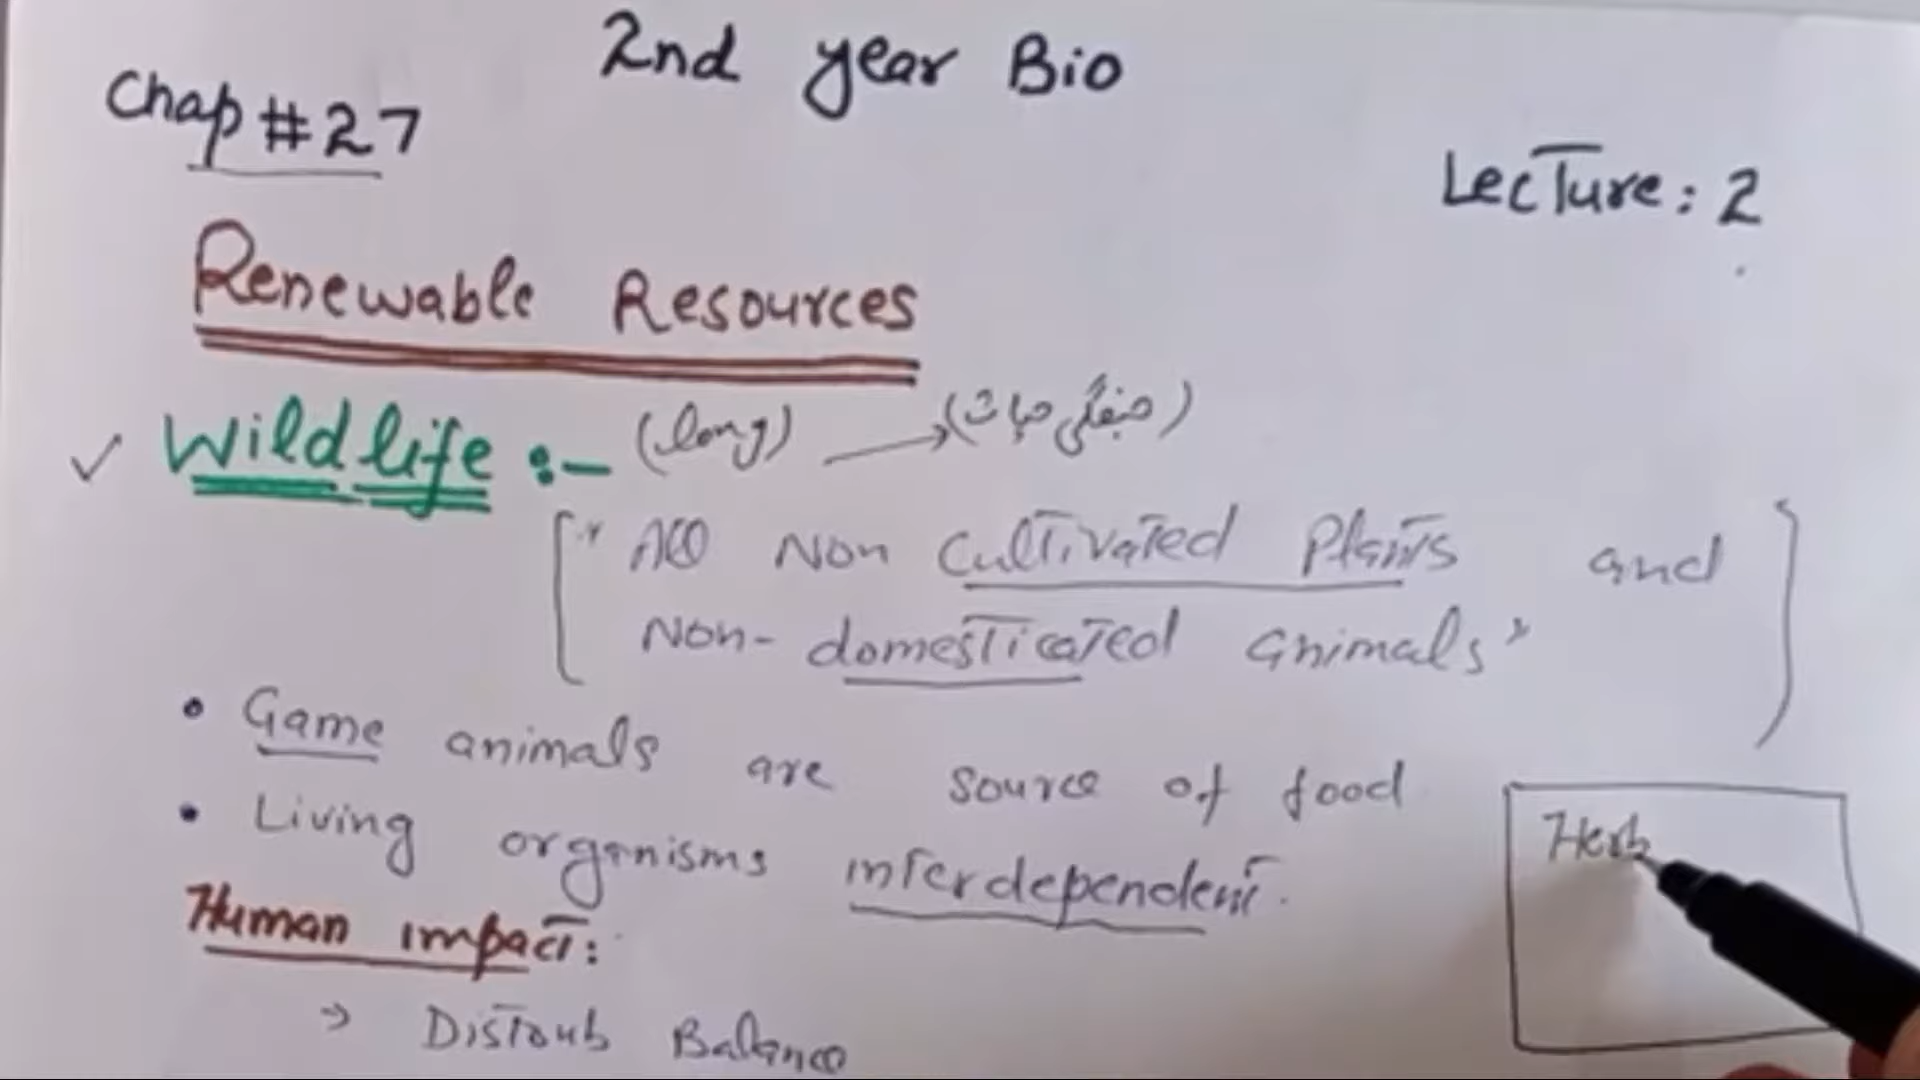 2nd year Bio
Chap #27
Lecture: 2
Renewable Resources
Wildlife :- (long) → (جنگلی حیات)
" All Non Cultivated Plants and
Non-domesticated animals"
• Game animals are source of food
• Living organisms interdependent.
Herb
Human impact:
→ Distoub Balance